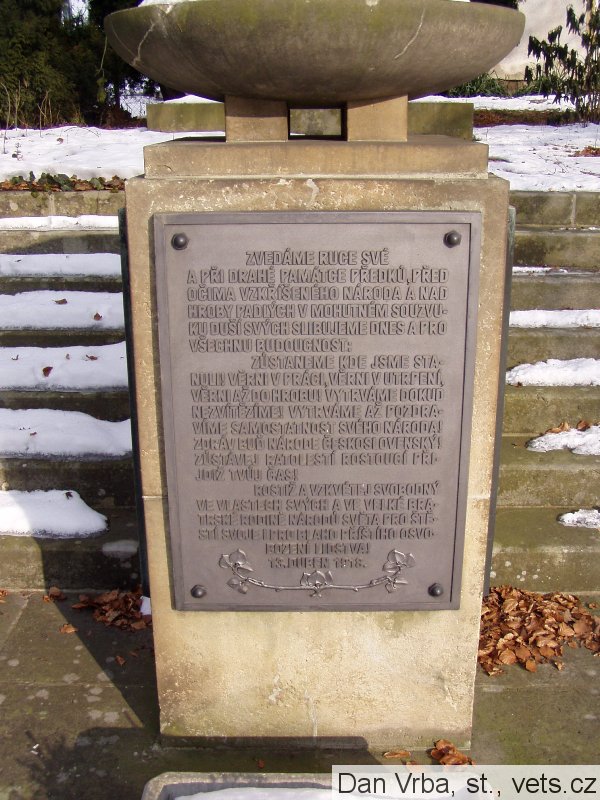 ZVEDÁME RUCE SVÉ
A PŘI DRAHÉ PAMÁTCE PŘEDKŮ, PŘED
OČIMA VZKŘÍŠENÉHO NÁRODA A NAD
HROBY PADLÝCH V MOHUTNÉM SOUZVU-
KU DUŠÍ SVÝCH SLIBUJEME DNES A PRO
VŠECHNU BUDOUCNOST:
ZŮSTANEME KDE JSME STA-
NULI! VĚRNI V PRÁCI, VĚRNI V UTRPENÍ,
VĚRNI AŽ DO HROBU! VYTRVÁME DOKUD
NEZVÍTĚZÍME! VYTRVÁME AŽ POZDRA-
VÍME SAMOSTATNOST SVÉHO NÁRODA!
ZDRÁV BUĎ NÁRODE ČESKOSLOVENSKÝ!
ZŮSTÁVEJ RATOLESTÍ ROSTOUCÍ PŘI-
JDIŽ TVŮJ ČAS!
ROSTIŽ A VZKVĚTEJ SVOBODNÝ
VE VLASTECH SVÝCH A VE VELKÉ BRA-
TRSKÉ RODINĚ NÁRODŮ SVĚTA PRO ŠTĚ-
STÍ SVOJE I PRO BLAHO PŘÍŠTÍHO OSVO-
BOZENÍ LIDSTVA!
13. DUBEN 1918.
Dan Vrba, st., vets.cz